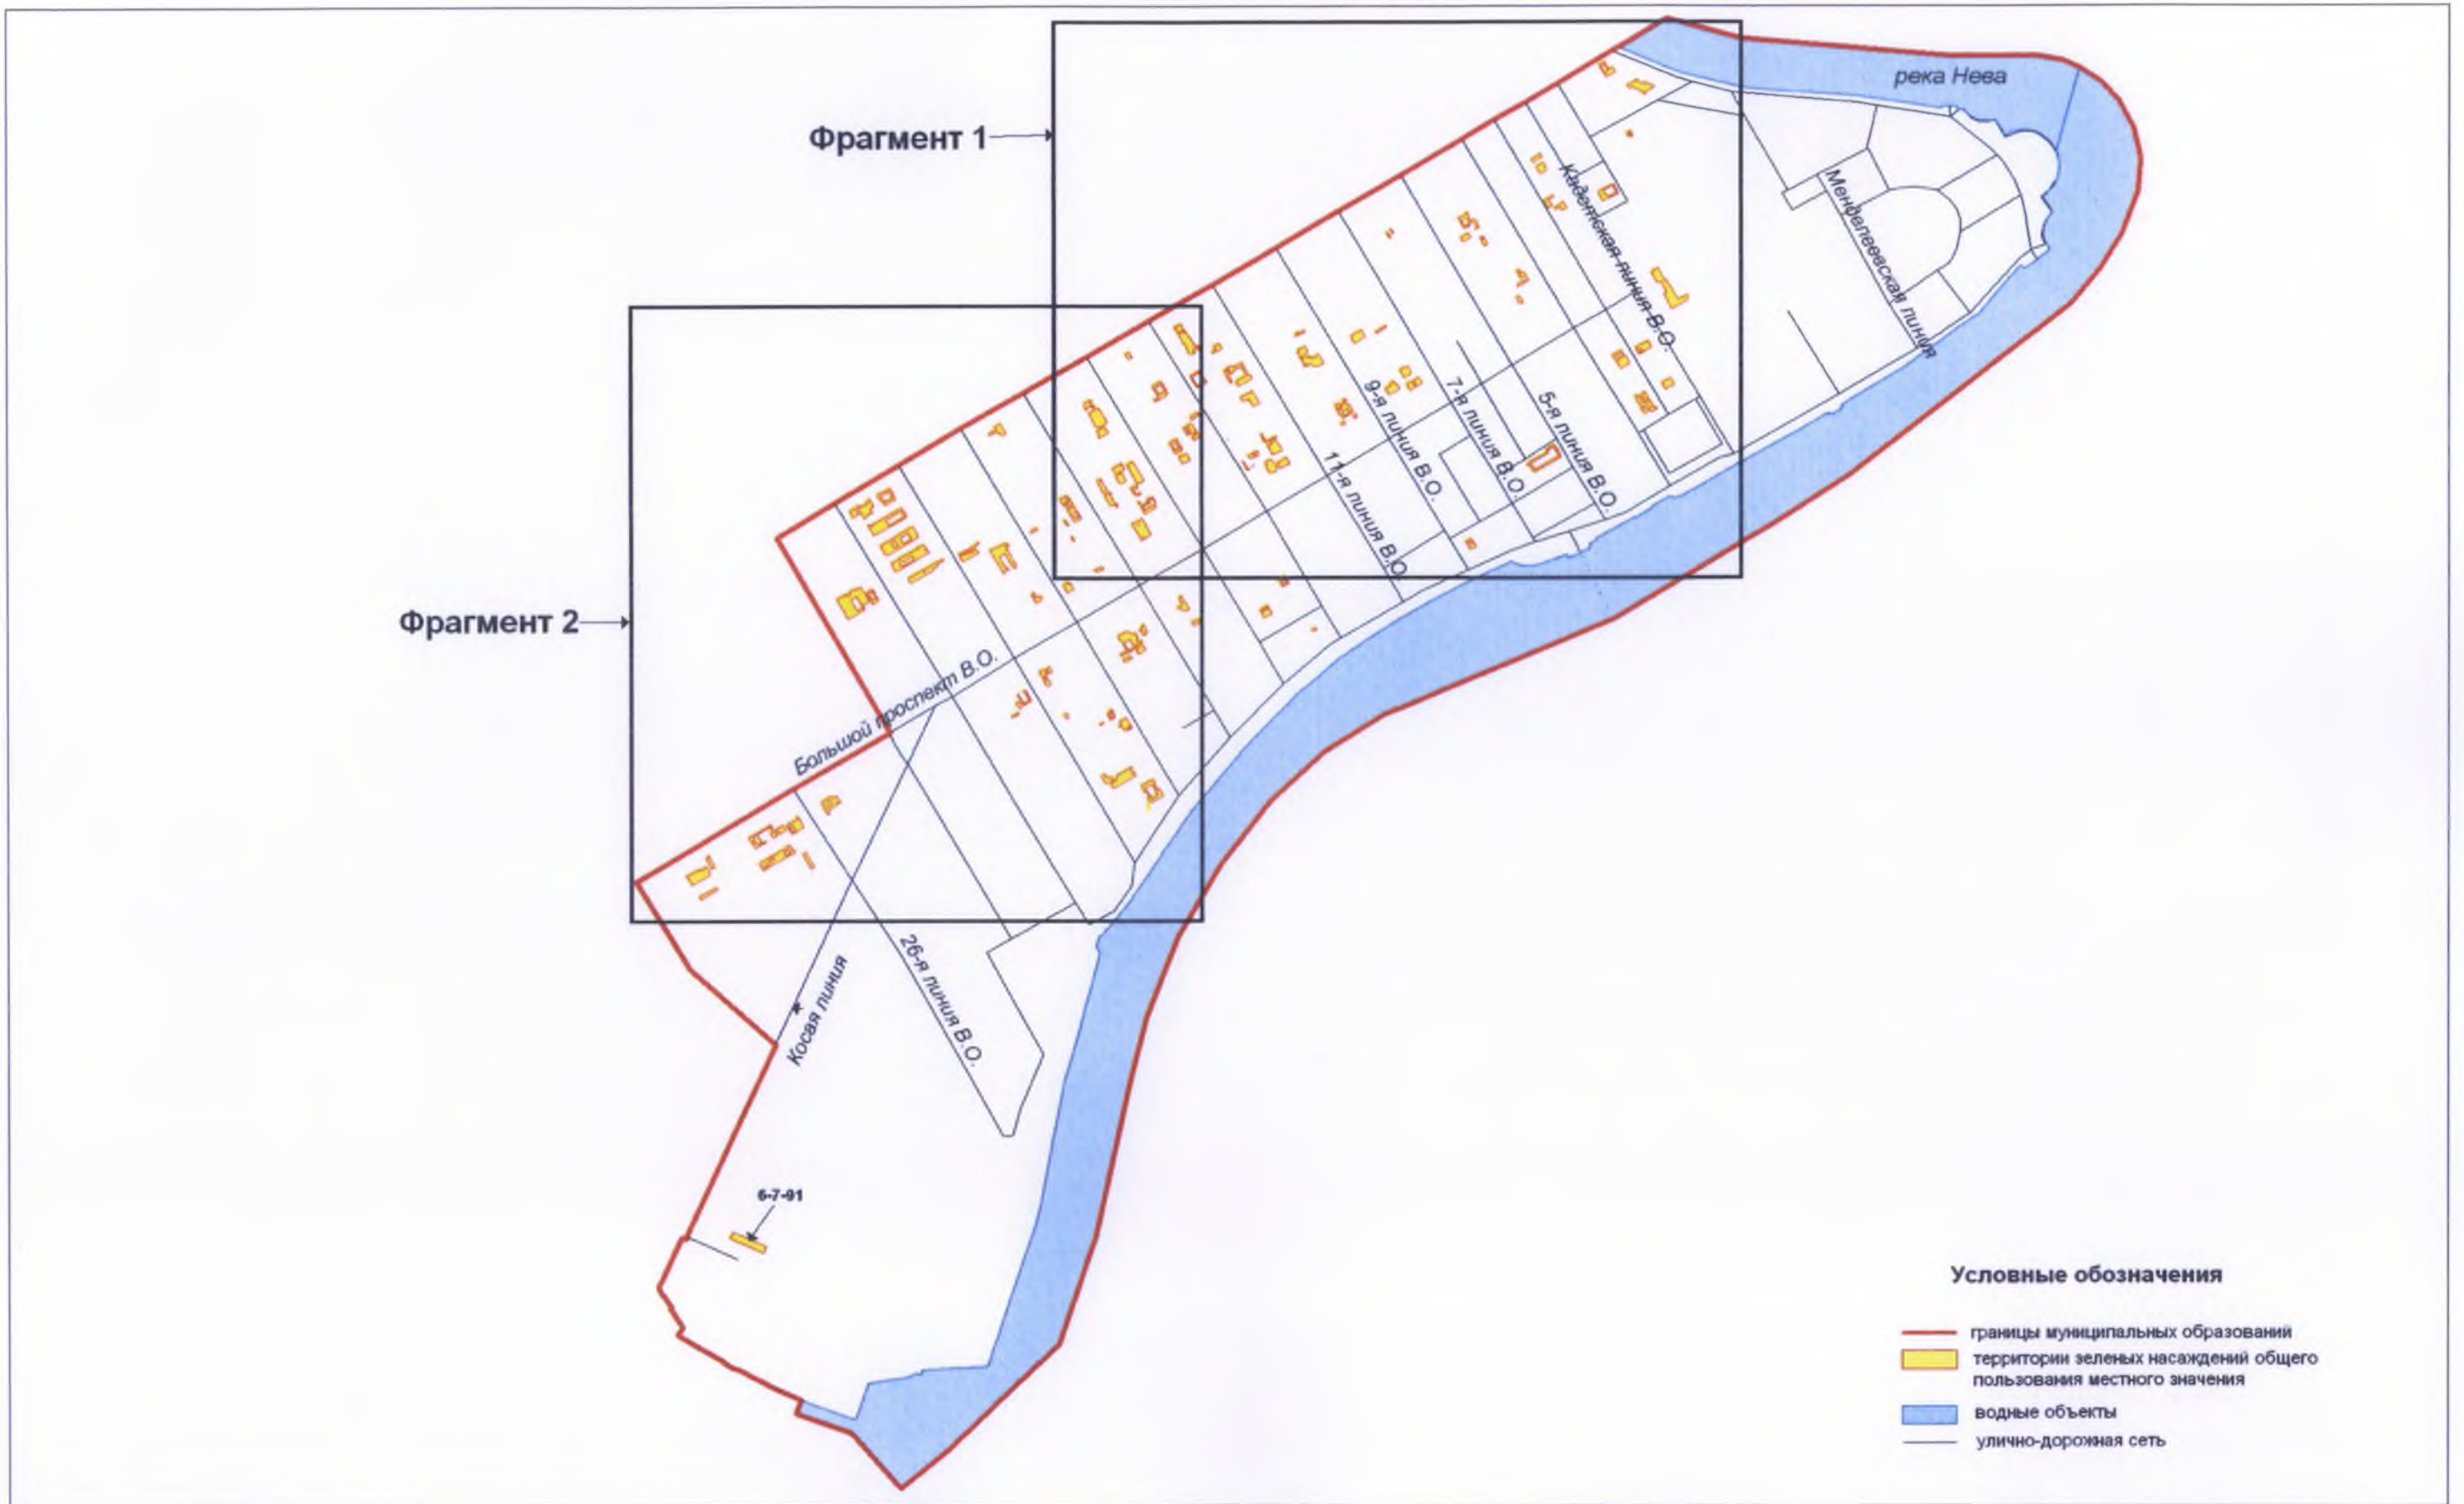 река Нева
Фрагмент 1
Кадетская линия В.О.
Менделеевская линия
5-я линия В.О.
7-я линия В.О.
9-я линия В.О.
11-я линия В.О.
Фрагмент 2
Большой проспект В.О.
26-я линия В.О.
Косая линия
6-7-91
Условные обозначения
границы муниципальных образований
территории зеленых насаждений общего
пользования местного значения
водные объекты
улично-дорожная сеть